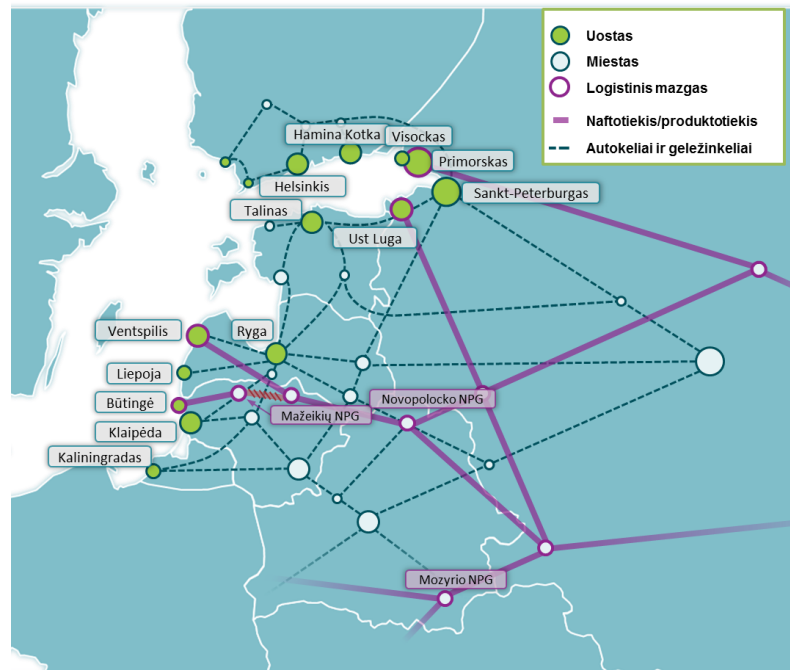 Uostas
Miestas
Logistinis mazgas
Naftotiekis/produktotiekis
Autokeliai ir geležinkeliai
Hamina Kotka
Visockas
Primorskas
Helsinkis
Sankt-Peterburgas
Talinas
Ust Luga
Ventspilis
Ryga
Liepoja
Būtingė
Novopolocko NPG
Mažeikių NPG
Klaipėda
Kaliningradas
Mozyrio NPG